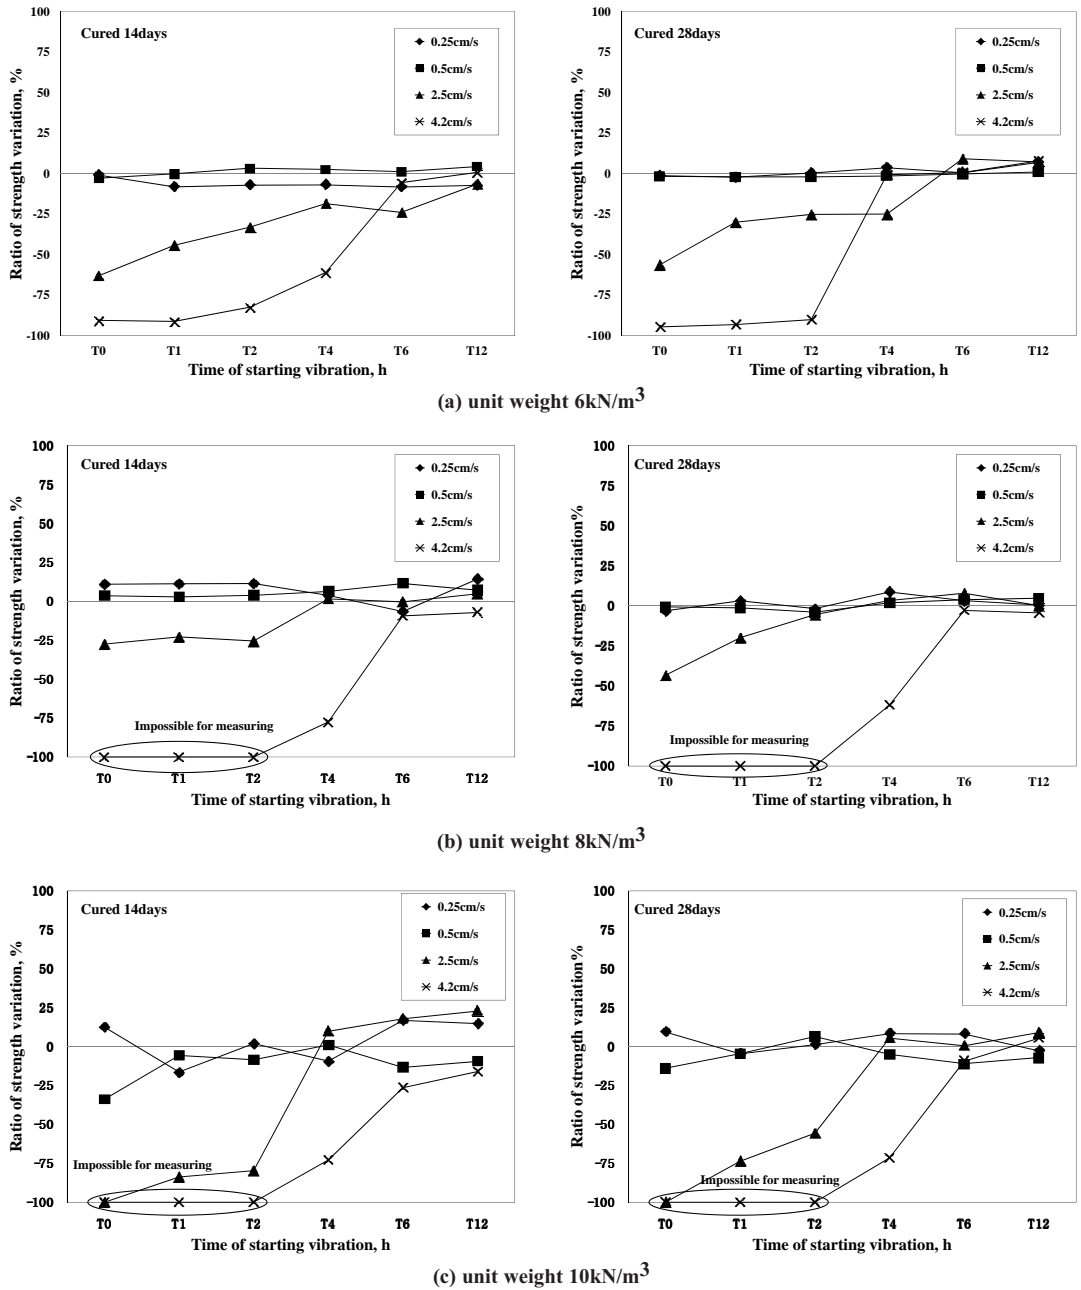 Cured 14days
0.25cm/s
0.5cm/s
2.5cm/s
4.2cm/s
100
75
50
25
0
-25
-50
-75
-100
Ratio of strength variation, %
T0 T1 T2 T4 T6 T12
Time of starting vibration, h
Cured 28days
0.25cm/s
0.5cm/s
2.5cm/s
4.2cm/s
100
75
50
25
0
-25
-50
-75
-100
Ratio of strength variation, %
T0 T1 T2 T4 T6 T12
Time of starting vibration, h
(a) unit weight 6kN/m3
Cured 14days
0.25cm/s
0.5cm/s
2.5cm/s
4.2cm/s
100
75
50
25
0
-25
-50
-75
-100
Ratio of strength variation, %
Impossible for measuring
T0 T1 T2 T4 T6 T12
Time of starting vibration, h
Cured 28days
0.25cm/s
0.5cm/s
2.5cm/s
4.2cm/s
100
75
50
25
0
-25
-50
-75
-100
Ratio of strength variation%
Impossible for measuring
T0 T1 T2 T4 T6 T12
Time of starting vibration, h
(b) unit weight 8kN/m3
Cured 14days
0.25cm/s
0.5cm/s
2.5cm/s
4.2cm/s
100
75
50
25
0
-25
-50
-75
-100
Ratio of strength variation, %
Impossible for measuring
T0 T1 T2 T4 T6 T12
Time of starting vibration, h
Cured 28days
0.25cm/s
0.5cm/s
2.5cm/s
4.2cm/s
100
75
50
25
0
-25
-50
-75
-100
Ratio of strength variation%
Impossible for measuring
T0 T1 T2 T4 T6 T12
Time of starting vibration, h
(c) unit weight 10kN/m3